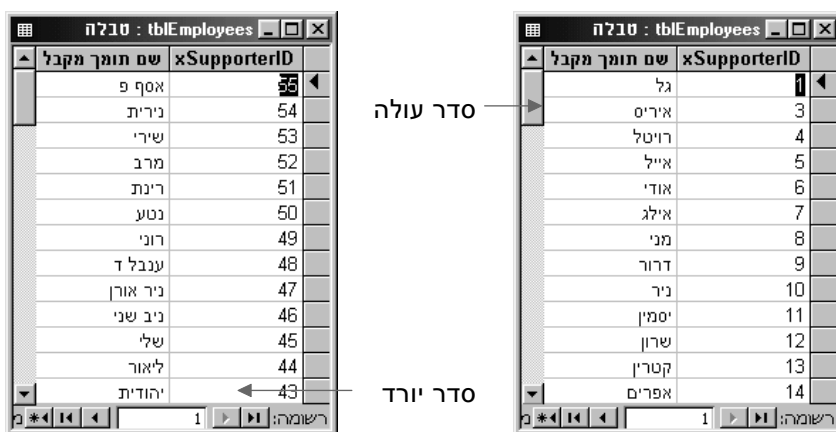 טבלה : tblEmployees
xSupporterID שם תומך מקבל
1 גל
3 איריס
4 רויטל
5 אייל
6 אודי
7 אילג
8 מני
9 דרור
10 ניר
11 יסמין
12 שרון
13 קטרין
14 אפרים
רשומה: 1 מ
סדר עולה
סדר יורד
טבלה : tblEmployees
xSupporterID שם תומך מקבל
55 אסף פ
54 נירית
53 שירי
52 מרב
51 רינת
50 נטע
49 רוני
48 ענבל ד
47 ניר אורן
46 ניב שני
45 שלי
44 ליאור
43 יהודית
רשומה: 1 מ